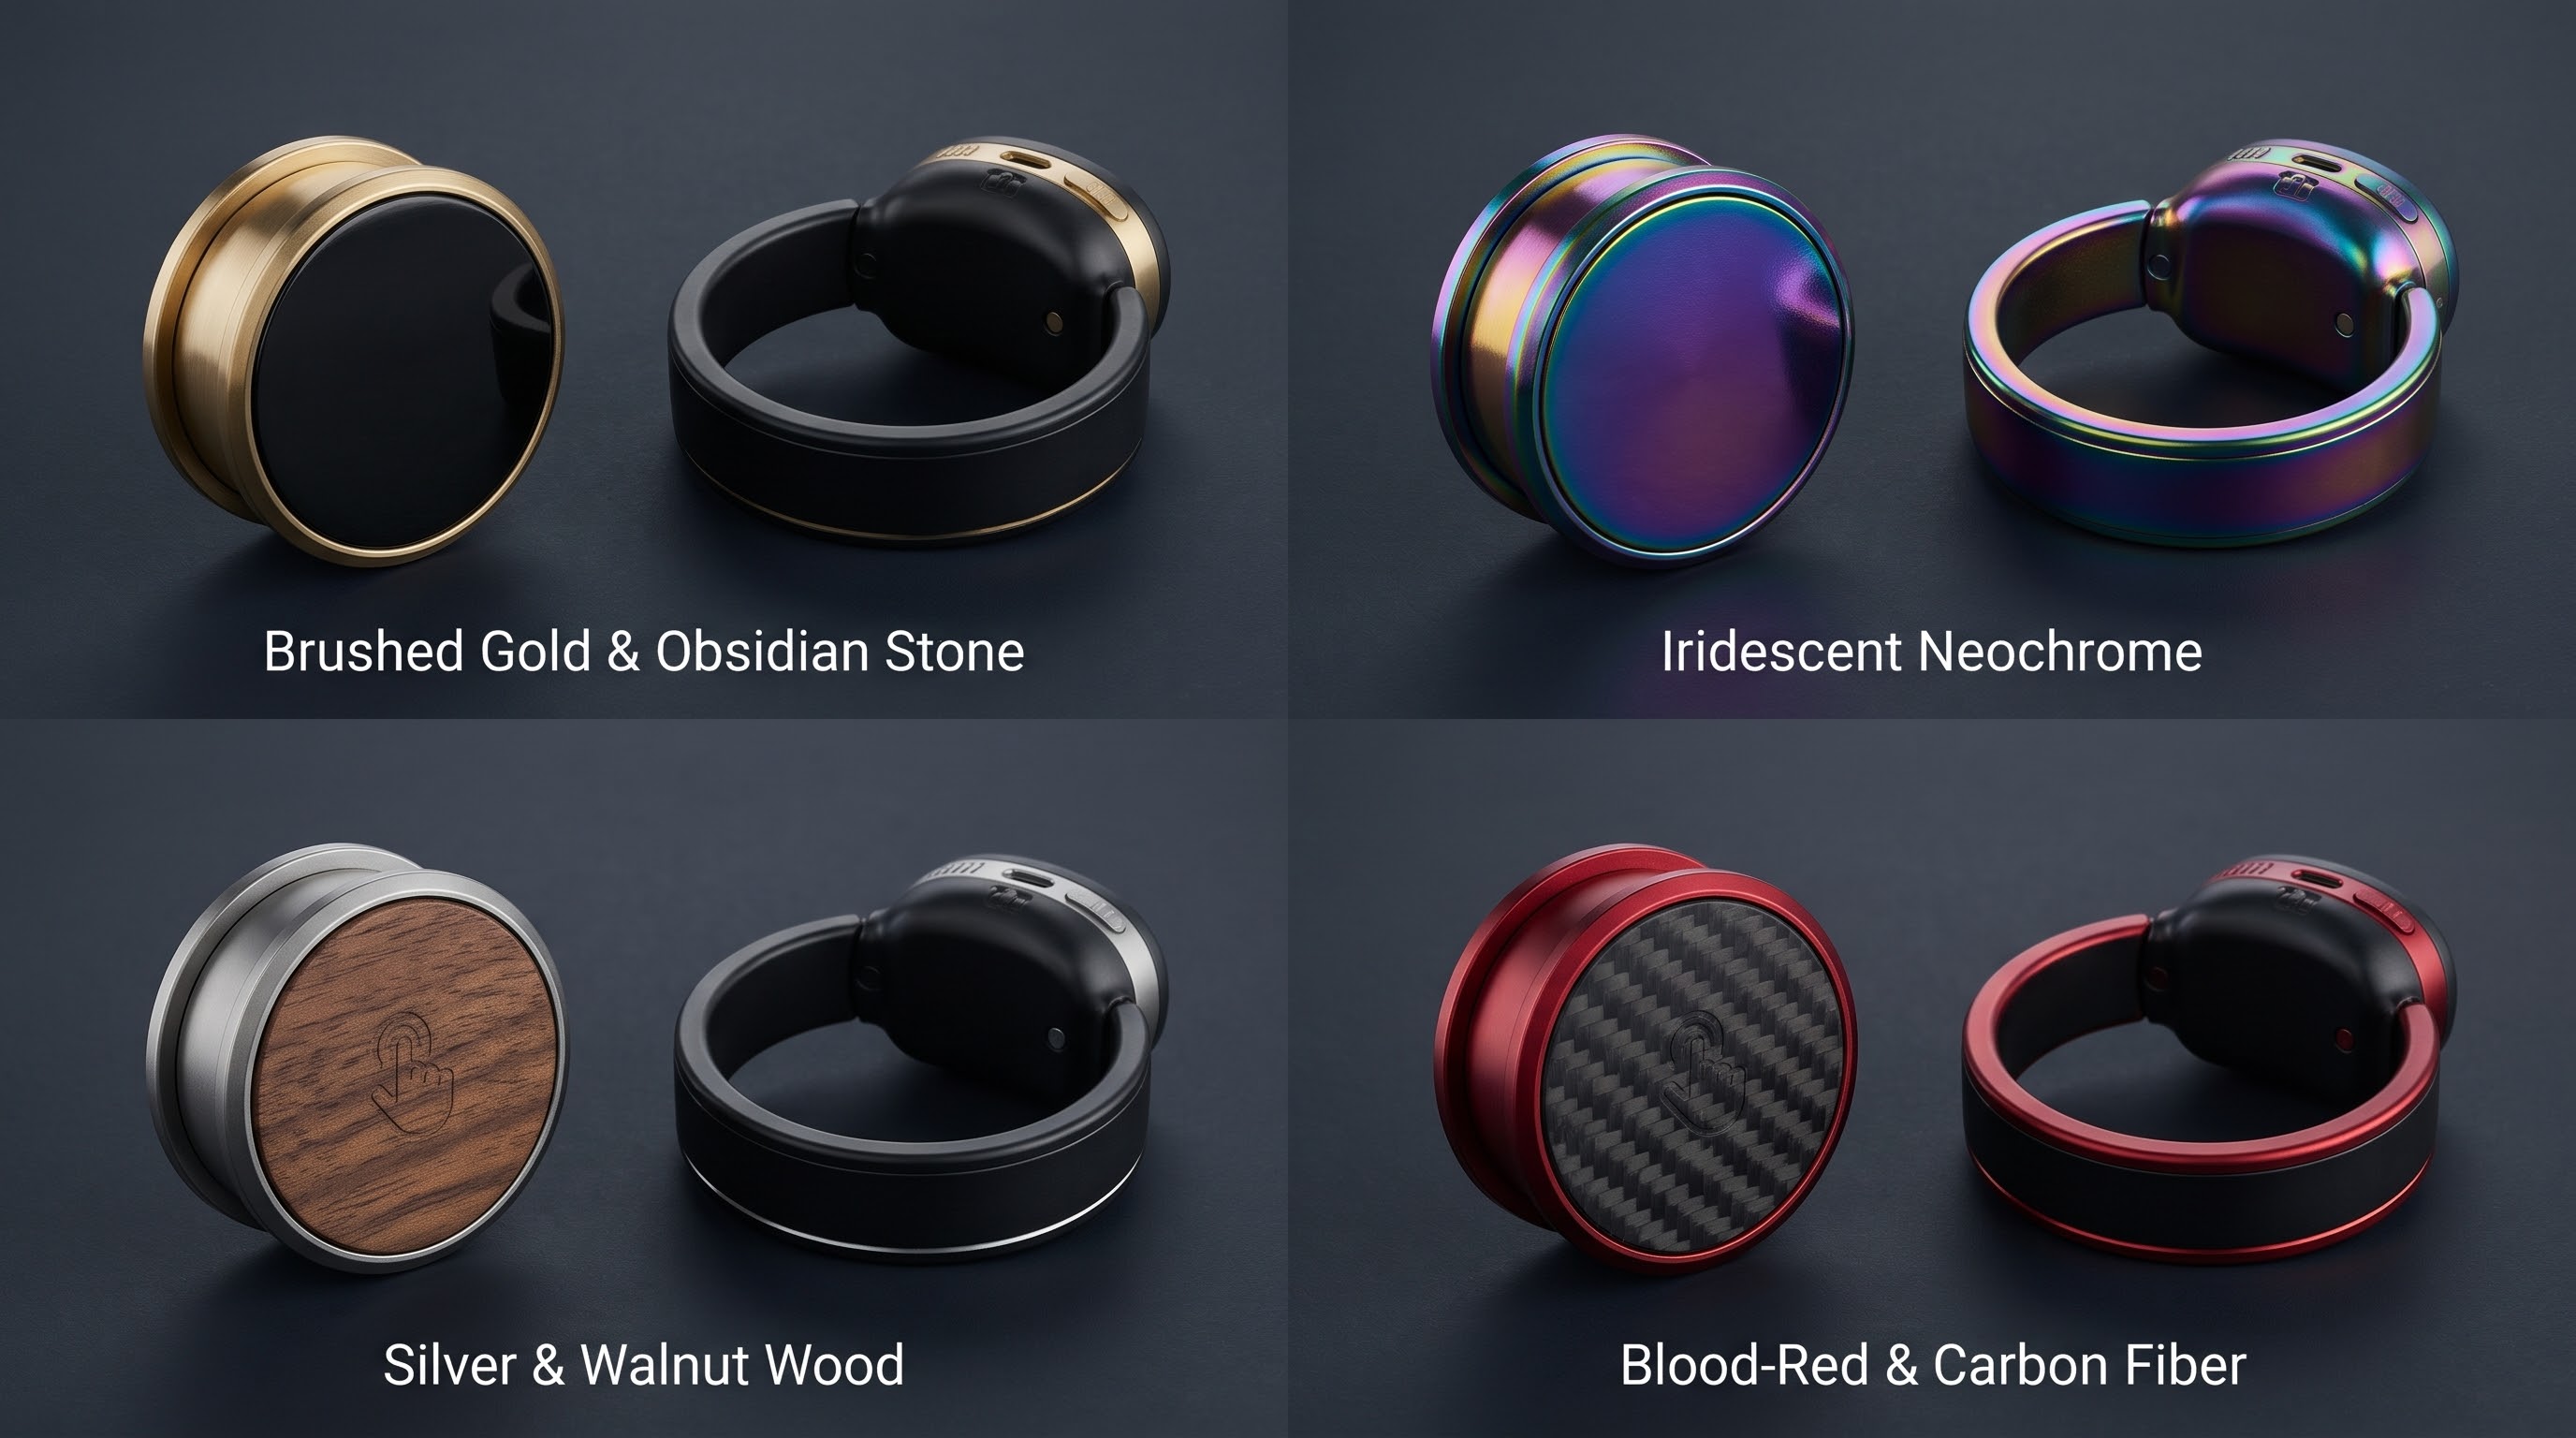 Brushed Gold & Obsidian Stone
Iridescent Neochrome
Silver & Walnut Wood
Blood-Red & Carbon Fiber